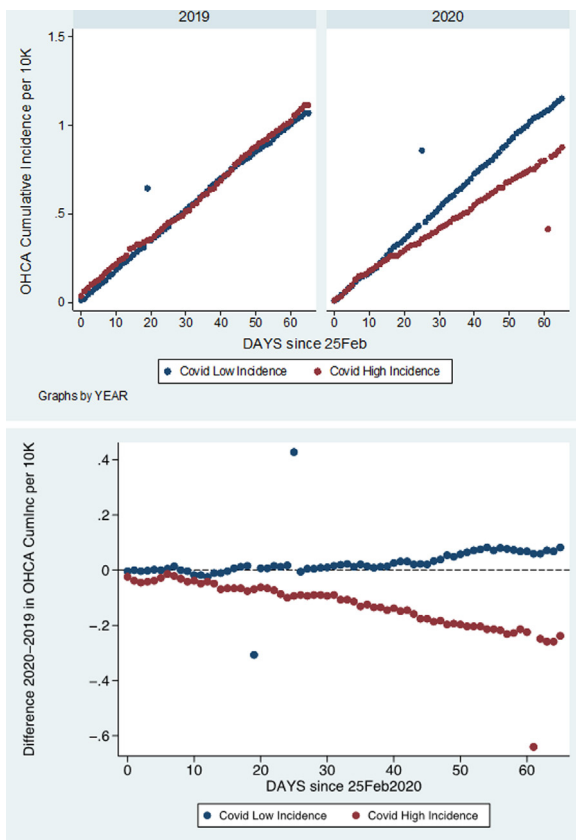 2019 2020
OHCA Cumulative Incidence per 10K
1.5
1
.5
0
0 10 20 30 40 50 60 0 10 20 30 40 50 60
DAYS since 25Feb
Covid Low Incidence Covid High Incidence
Graphs by YEAR
Difference 2020-2019 in OHCA CumInc per 10K
.4
.2
0
-.2
-.4
-.6
0 10 20 30 40 50 60
DAYS since 25Feb2020
Covid Low Incidence Covid High Incidence